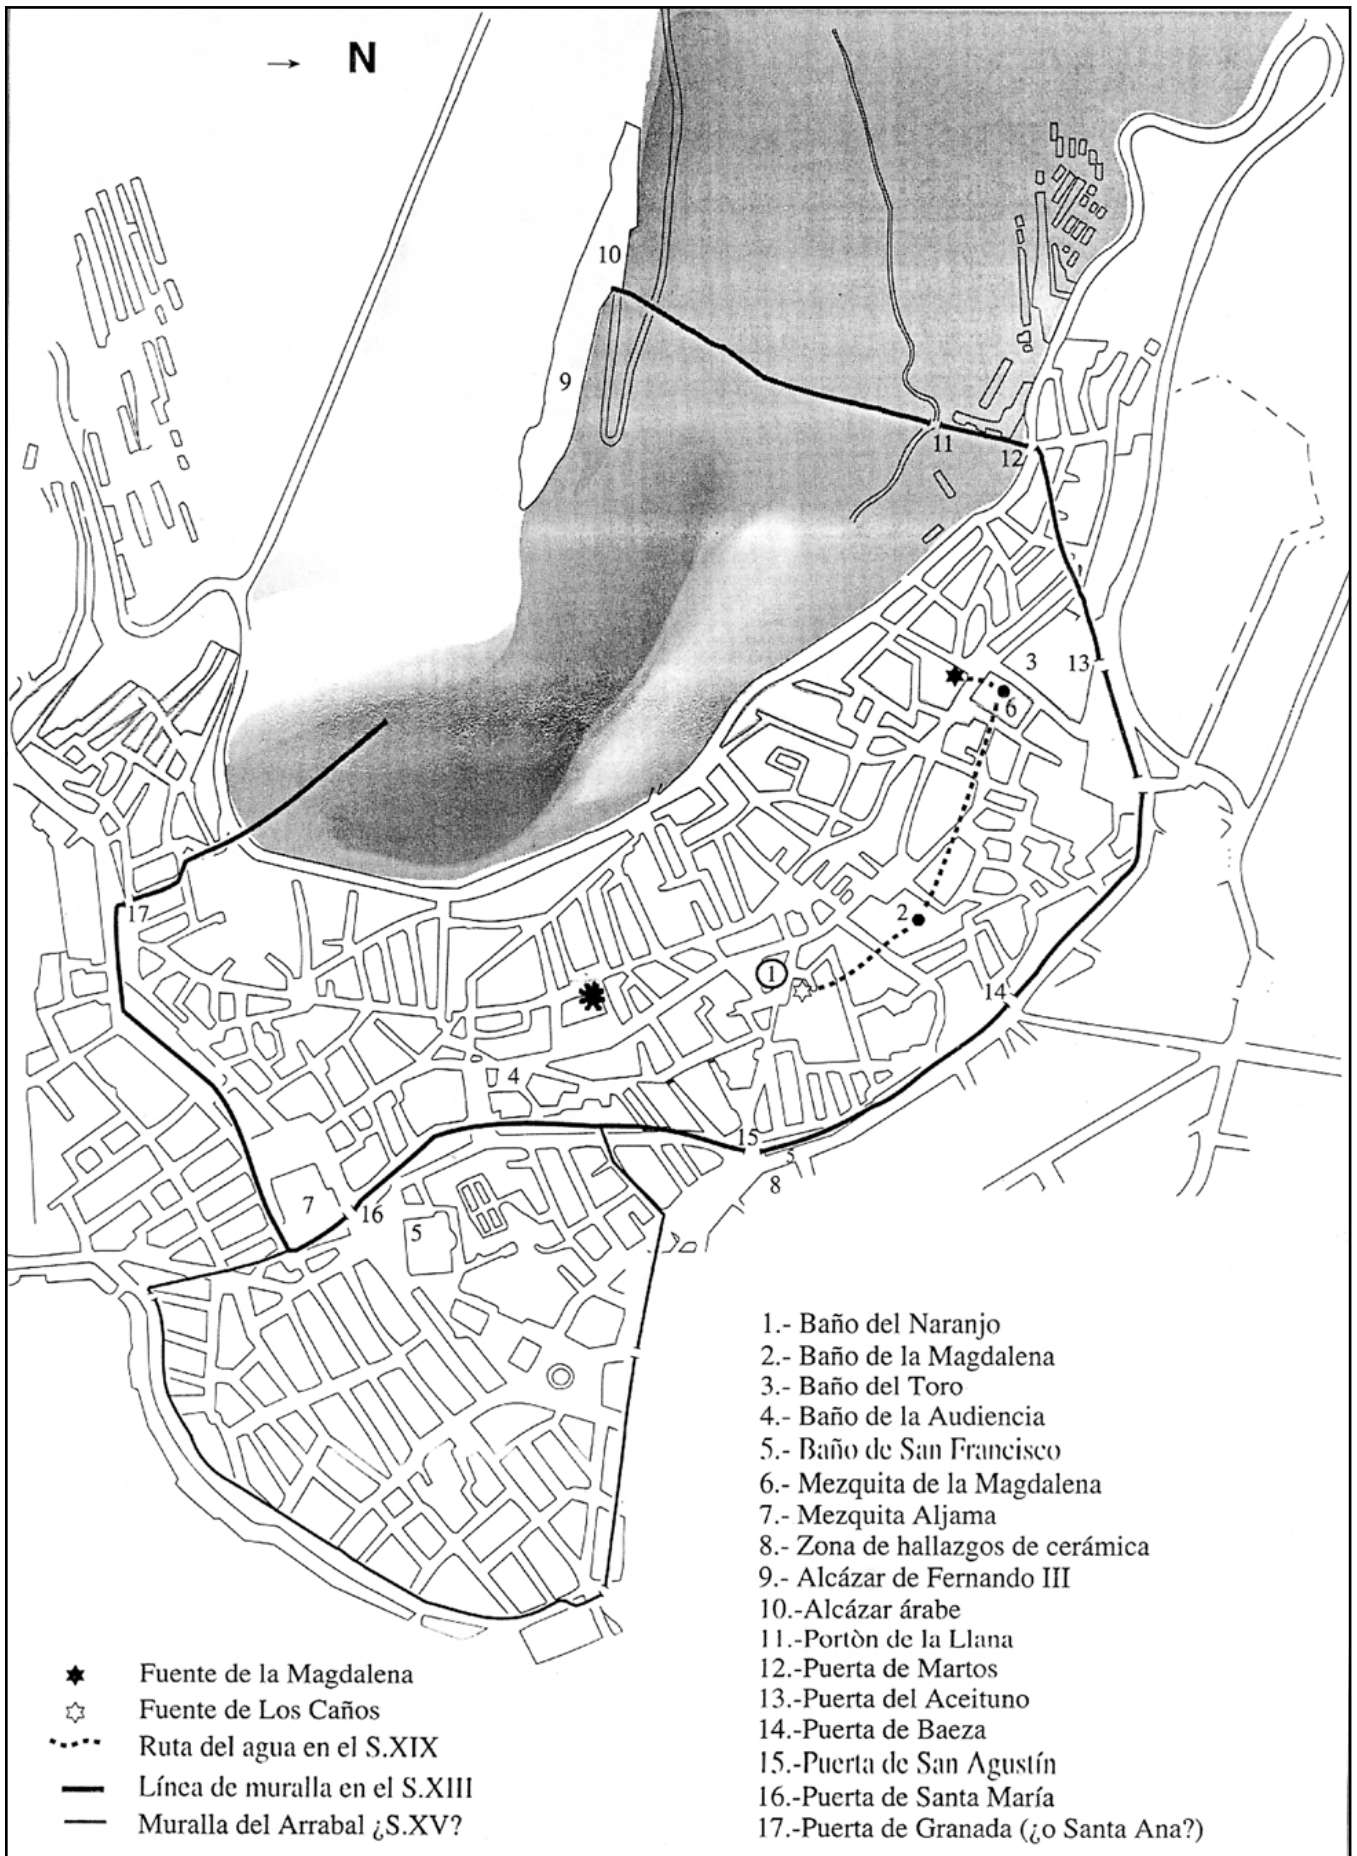 → N
10
9
11
12
3
13
6
17
2
1
14
4
15
5
8
7
16
5
1.- Baño del Naranjo
2.- Baño de la Magdalena
3.- Baño del Toro
4.- Baño de la Audiencia
5.- Baño de San Francisco
6.- Mezquita de la Magdalena
7.- Mezquita Aljama
8.- Zona de hallazgos de cerámica
9.- Alcázar de Fernando III
10.-Alcázar árabe
11.-Portòn de la Llana
12.-Puerta de Martos
13.-Puerta del Aceituno
14.-Puerta de Baeza
15.-Puerta de San Agustín
16.-Puerta de Santa María
17.-Puerta de Granada (¿o Santa Ana?)
Fuente de la Magdalena
Fuente de Los Caños
Ruta del agua en el S.XIX
Línea de muralla en el S.XIII
Muralla del Arrabal ¿S.XV?